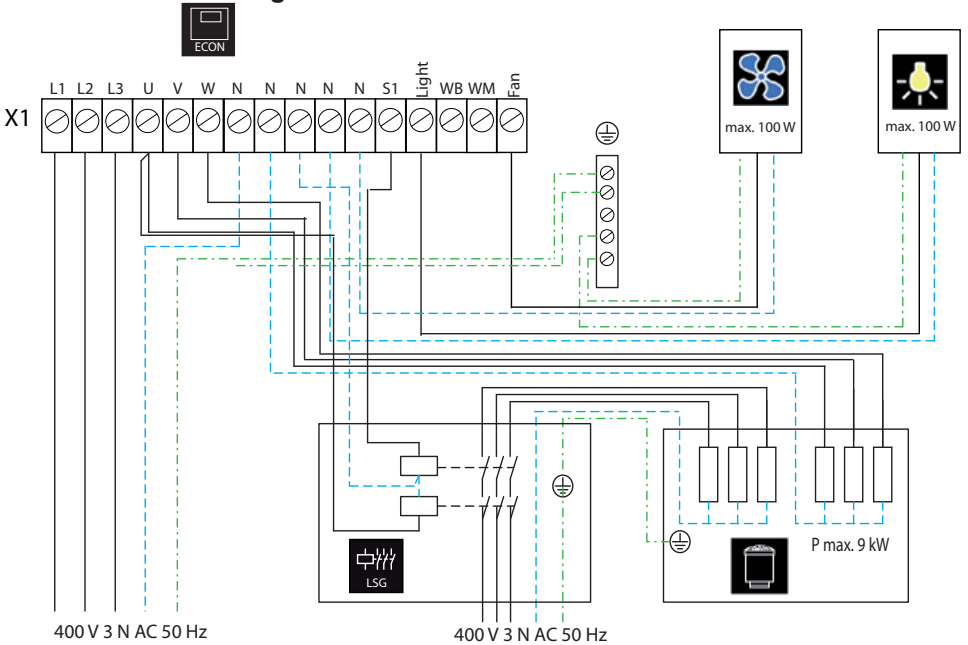 ECON
L1 L2 L3 U V W N N N N N S1 Light WB WM Fan
X1
max. 100 W
max. 100 W
P max. 9 kW
LSG
400 V 3 N AC 50 Hz
400 V 3 N AC 50 Hz